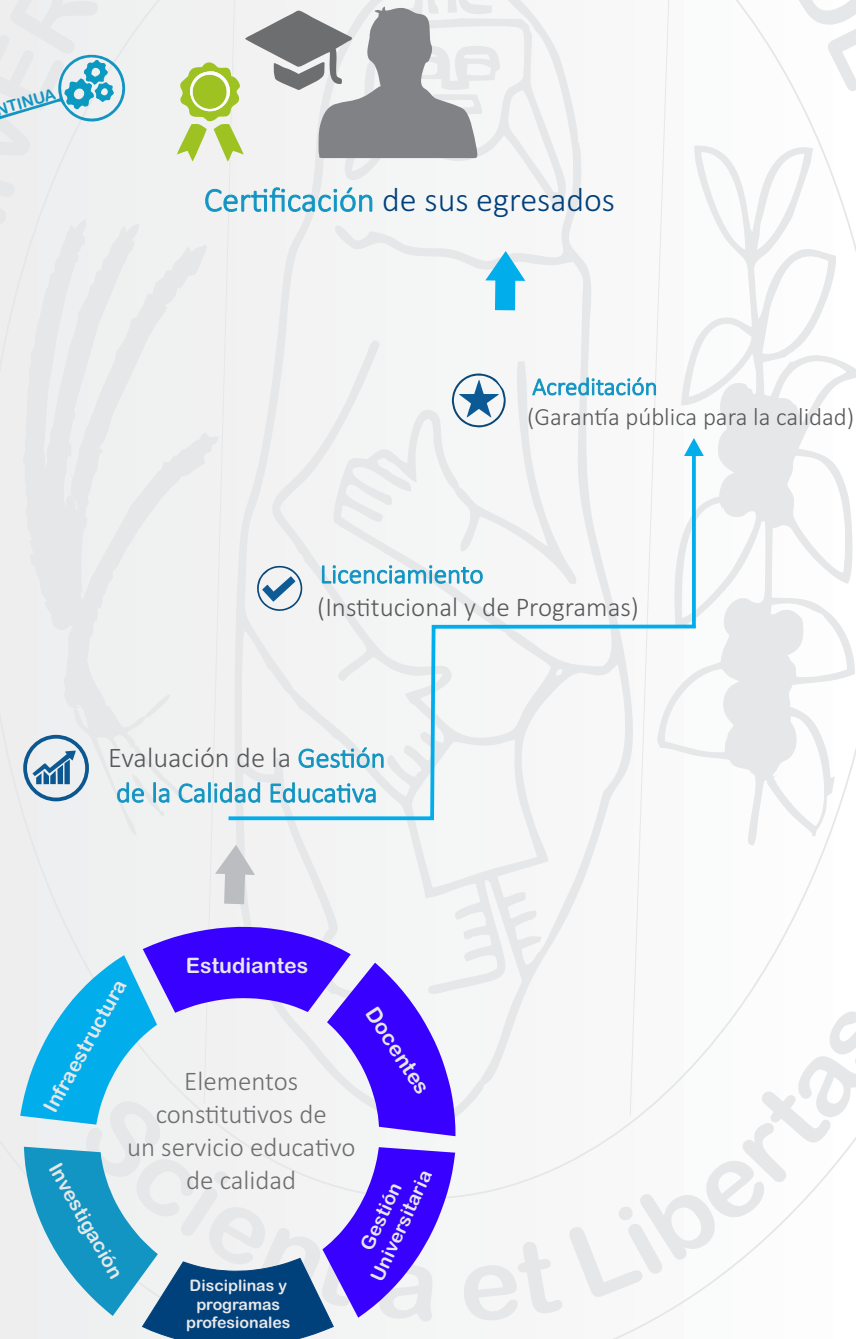 Certificación de sus egresados
Acreditación
(Garantía pública para la calidad)
Licenciamiento
(Institucional y de Programas)
Evaluación de la Gestión
de la Calidad Educativa
Estudiantes
Docentes
Gestión
Universitaria
Disciplinas y
programas
profesionales
Investigación
Infraestructura
Elementos
constitutivos de
un servicio educativo
de calidad
et Libertas